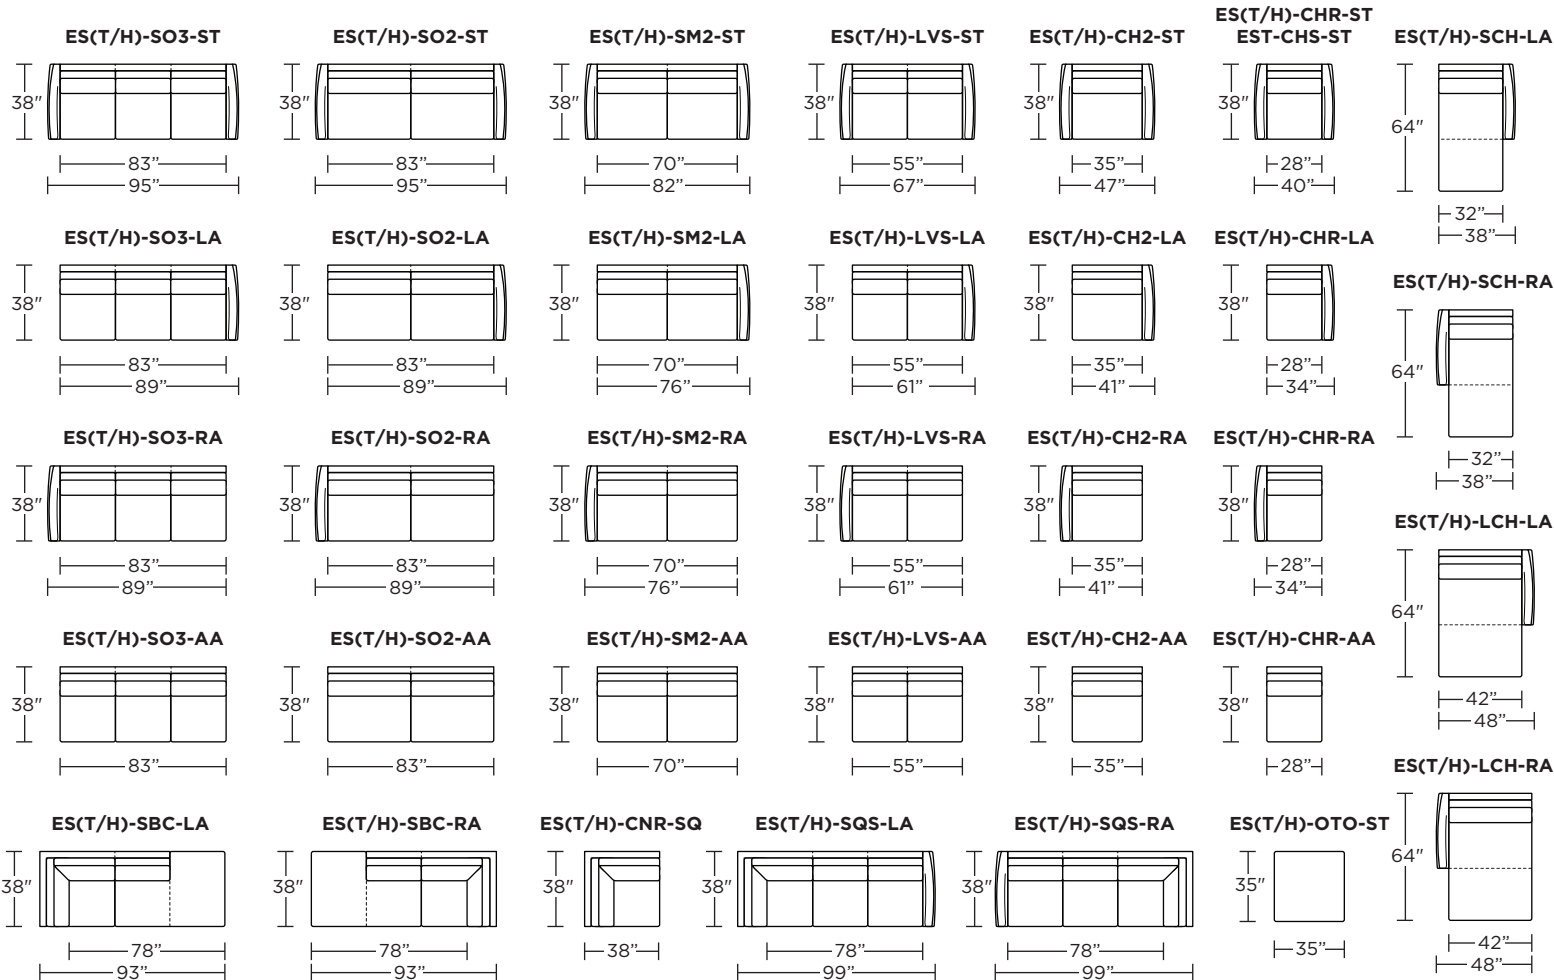 ES(T/H)-SO3-ST
38"
83”
95”
ES(T/H)-SO2-ST
38"
83”
95”
ES(T/H)-SM2-ST
38"
70”
82”
ES(T/H)-LVS-ST
38"
55”
67”
ES(T/H)-CH2-ST
38"
35”
47”
ES(T/H)-CHR-ST
EST-CHS-ST
38"
28”
40”
ES(T/H)-SCH-LA
64"
32”
38”
ES(T/H)-SO3-LA
38"
83”
89”
ES(T/H)-SO2-LA
38"
83”
89”
ES(T/H)-SM2-LA
38"
70”
76”
ES(T/H)-LVS-LA
38"
55”
61”
ES(T/H)-CH2-LA
38"
35”
41”
ES(T/H)-CHR-LA
38"
28”
34”
ES(T/H)-SCH-RA
64"
32”
38”
ES(T/H)-SO3-RA
38"
83”
89”
ES(T/H)-SO2-RA
38"
83”
89”
ES(T/H)-SM2-RA
38"
70”
76”
ES(T/H)-LVS-RA
38"
55”
61”
ES(T/H)-CH2-RA
38"
35”
41”
ES(T/H)-CHR-RA
38"
28”
34”
ES(T/H)-LCH-LA
64"
42”
48”
ES(T/H)-SO3-AA
38"
83”
ES(T/H)-SO2-AA
38"
83”
ES(T/H)-SM2-AA
38"
70”
ES(T/H)-LVS-AA
38"
55”
ES(T/H)-CH2-AA
38"
35”
ES(T/H)-CHR-AA
38"
28”
ES(T/H)-LCH-RA
64"
42”
48”
ES(T/H)-SBC-LA
38"
78”
93”
ES(T/H)-SBC-RA
38"
78”
93”
ES(T/H)-CNR-SQ
38"
38”
ES(T/H)-SQS-LA
38"
78”
99”
ES(T/H)-SQS-RA
38"
78”
99”
ES(T/H)-OTO-ST
35"
35”